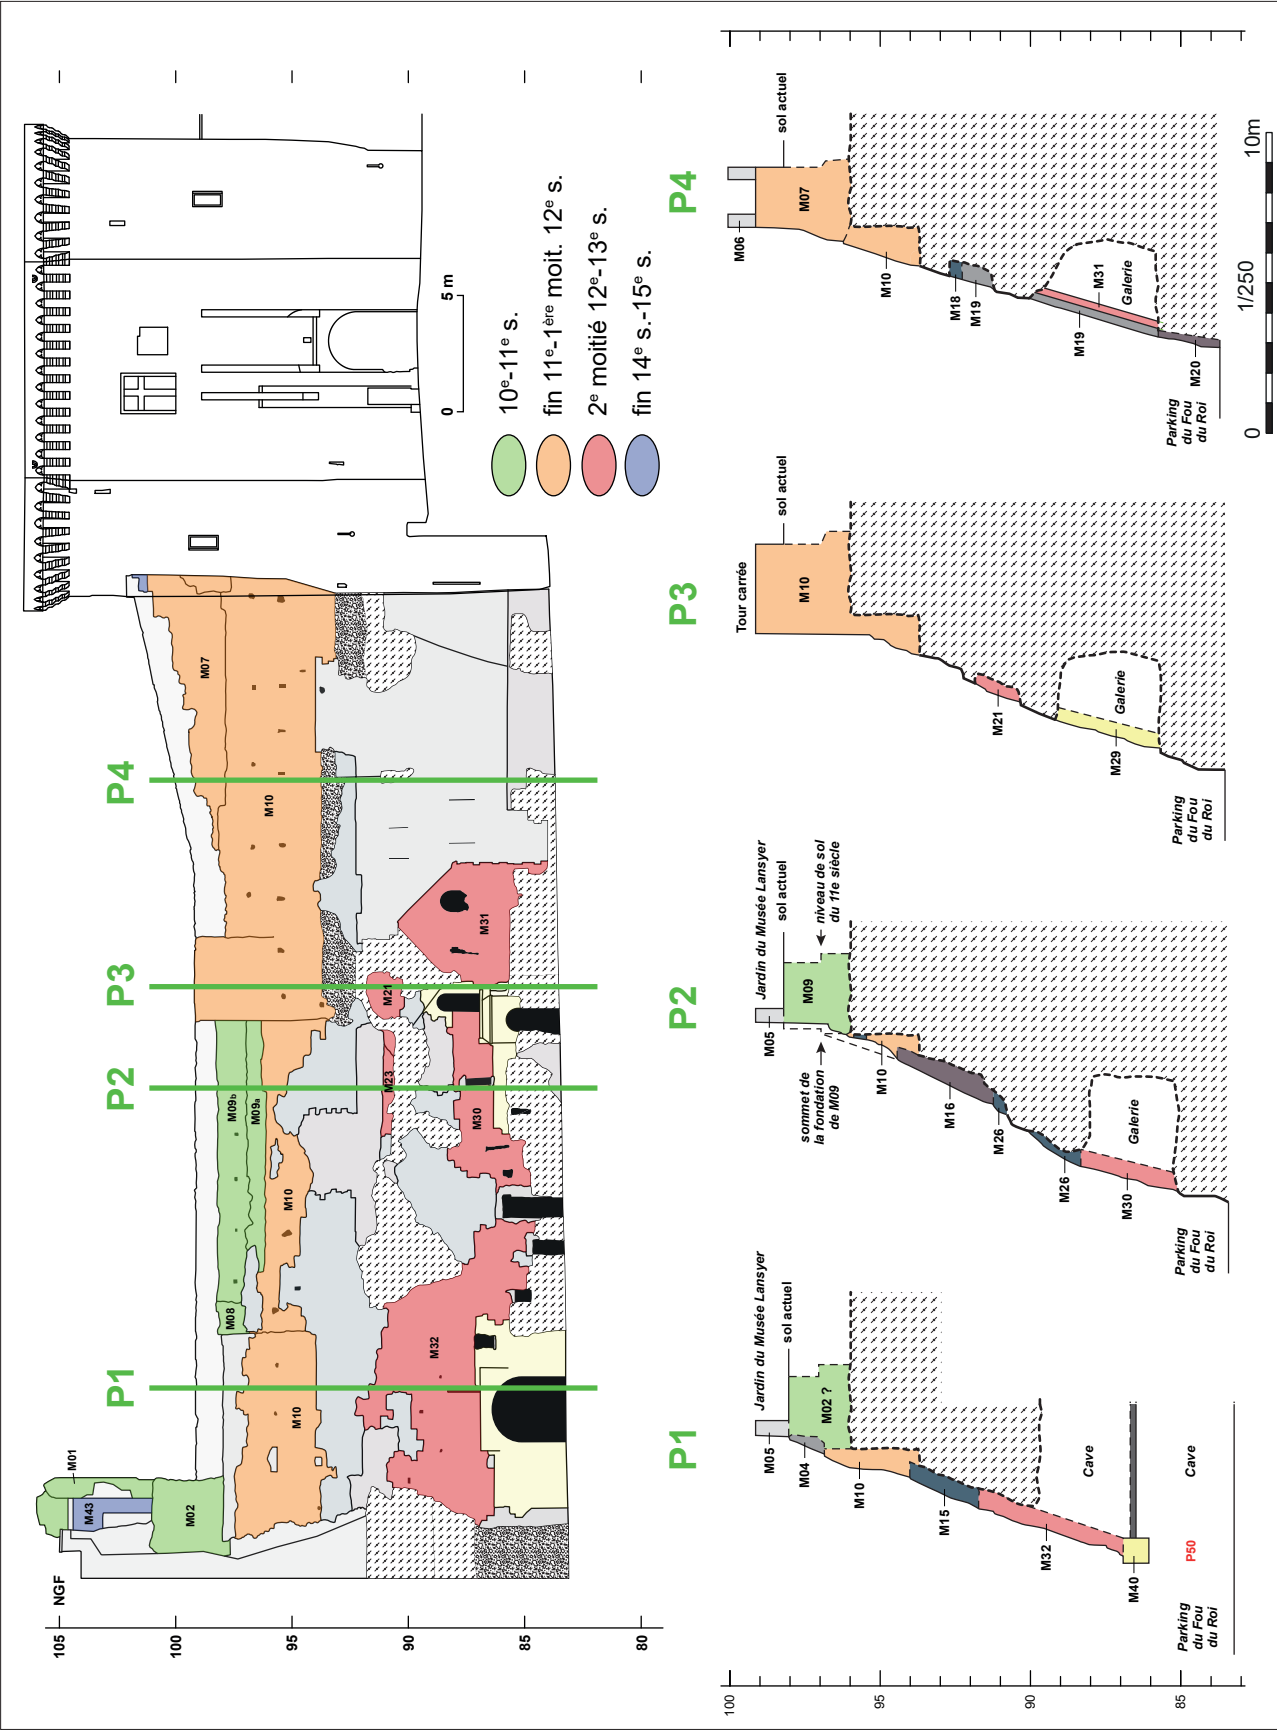 NGF
105
100
95
90
85
80
P1
P2
P3
P4
M01
M43
M02
M08
M09b
M09a
M07
M10
M10
M10
M32
M30
M23
M21
M31
0
5 m
10e-11e s.
fin 11e-1ère moit. 12e s.
2e moitié 12e-13e s.
fin 14e s.-15e s.
100
95
90
85
P1
Jardin du Musée Lansyer
sol actuel
M05
M04
M02 ?
M10
M15
M32
M40
Cave
Cave
P50
Parking
du Fou
du Roi
P2
Jardin du Musée Lansyer
sol actuel
M05
M09
niveau de sol
du 11e siècle
sommet de
la fondation
de M09
M10
M16
M26
M26
M30
Galerie
Parking
du Fou
du Roi
P3
Tour carrée
sol actuel
M10
M21
M29
Galerie
Parking
du Fou
du Roi
P4
M06
sol actuel
M07
M10
M18
M19
M19
M31
Galerie
M20
Parking
du Fou
du Roi
0
1/250
10m